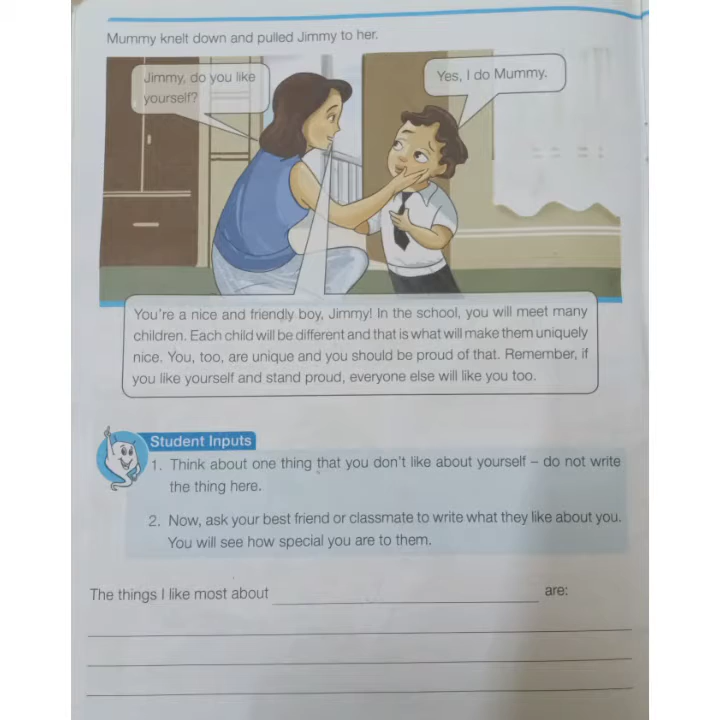 Mummy knelt down and pulled Jimmy to her.
Jimmy, do you like
yourself?
Yes, I do Mummy.
You're a nice and friendly boy, Jimmy! In the school, you will meet many
children. Each child will be different and that is what will make them uniquely
nice. You, too, are unique and you should be proud of that. Remember, if
you like yourself and stand proud, everyone else will like you too.
Student Inputs
1. Think about one thing that you don't like about yourself – do not write
the thing here.
2. Now, ask your best friend or classmate to write what they like about you.
You will see how special you are to them.
The things I like most about ______________________ are: